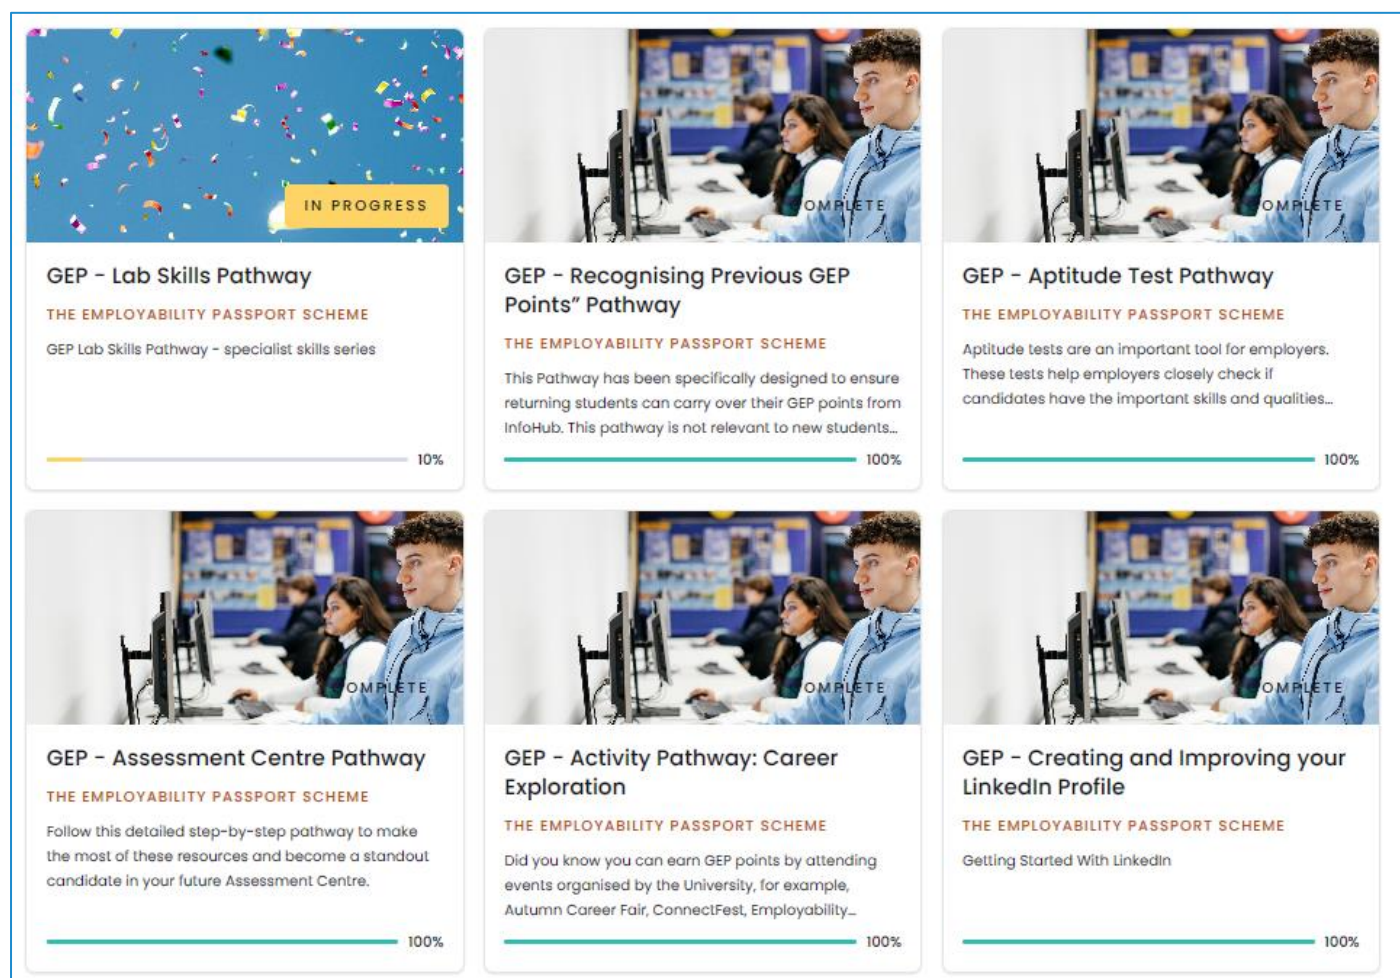 IN PROGRESS
GEP - Lab Skills Pathway
THE EMPLOYABILITY PASSPORT SCHEME
GEP Lab Skills Pathway - specialist skills series
10%
OMPLETE
GEP - Recognising Previous GEP
Points” Pathway
THE EMPLOYABILITY PASSPORT SCHEME
This Pathway has been specifically designed to ensure
returning students can carry over their GEP points from
InfoHub. This pathway is not relevant to new students...
100%
OMPLETE
GEP - Aptitude Test Pathway
THE EMPLOYABILITY PASSPORT SCHEME
Aptitude tests are an important tool for employers.
These tests help employers closely check if
candidates have the important skills and qualities...
100%
OMPLETE
GEP - Assessment Centre Pathway
THE EMPLOYABILITY PASSPORT SCHEME
Follow this detailed step-by-step pathway to make
the most of these resources and become a standout
candidate in your future Assessment Centre.
100%
OMPLETE
GEP - Activity Pathway: Career
Exploration
THE EMPLOYABILITY PASSPORT SCHEME
Did you know you can earn GEP points by attending
events organised by the University, for example,
Autumn Career Fair, ConnectFest, Employability...
100%
OMPLETE
GEP - Creating and Improving your
LinkedIn Profile
THE EMPLOYABILITY PASSPORT SCHEME
Getting Started With LinkedIn
100%